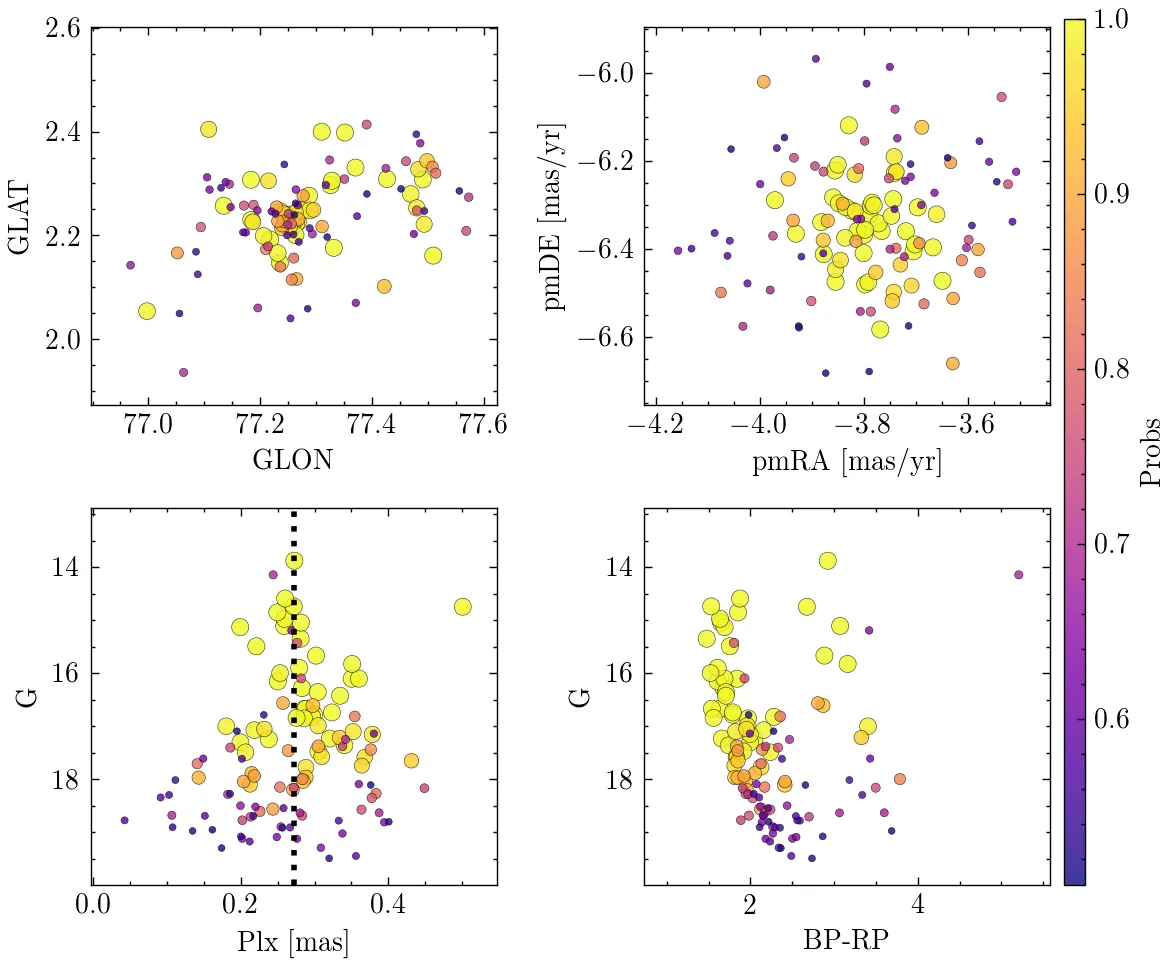 2.6
2.4
2.2
2.0
GLAT
77.0 77.2 77.4 77.6
GLON
−6.0
−6.2
−6.4
−6.6
pmDE [mas/yr]
−4.2 −4.0 −3.8 −3.6
pmRA [mas/yr]
14
16
18
G
0.0 0.2 0.4
Plx [mas]
14
16
18
G
2 4
BP-RP
1.0
0.9
0.8
0.7
0.6
Probs